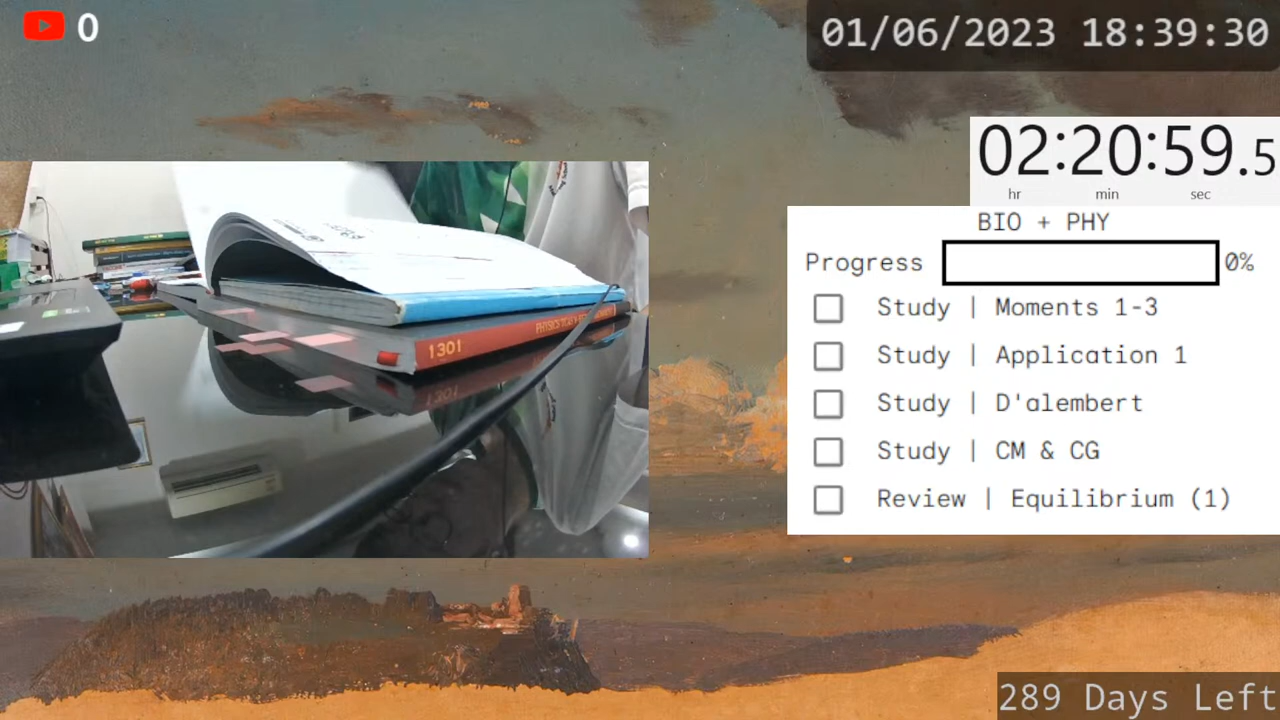 0
01/06/2023 18:39:30
02:20:59.5
hr min sec
BIO + PHY
Progress 0%
Study | Moments 1-3
Study | Application 1
Study | D'alembert
Study | CM & CG
Review | Equilibrium (1)
1301
289 Days Left